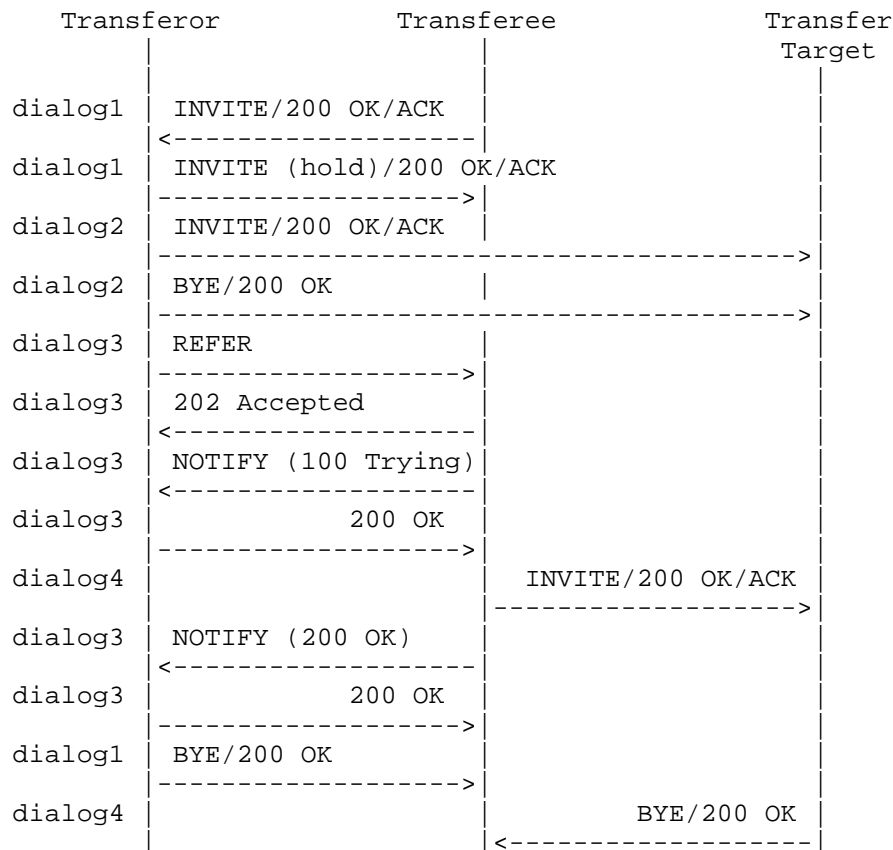 Transferor Transferee Transfer
Target
dialog1 INVITE/200 OK/ACK
dialog1 INVITE (hold)/200 OK/ACK
dialog2 INVITE/200 OK/ACK
dialog2 BYE/200 OK
dialog3 REFER
dialog3 202 Accepted
dialog3 NOTIFY (100 Trying)
dialog3 200 OK
dialog4 INVITE/200 OK/ACK
dialog3 NOTIFY (200 OK)
dialog3 200 OK
dialog1 BYE/200 OK
dialog4 BYE/200 OK